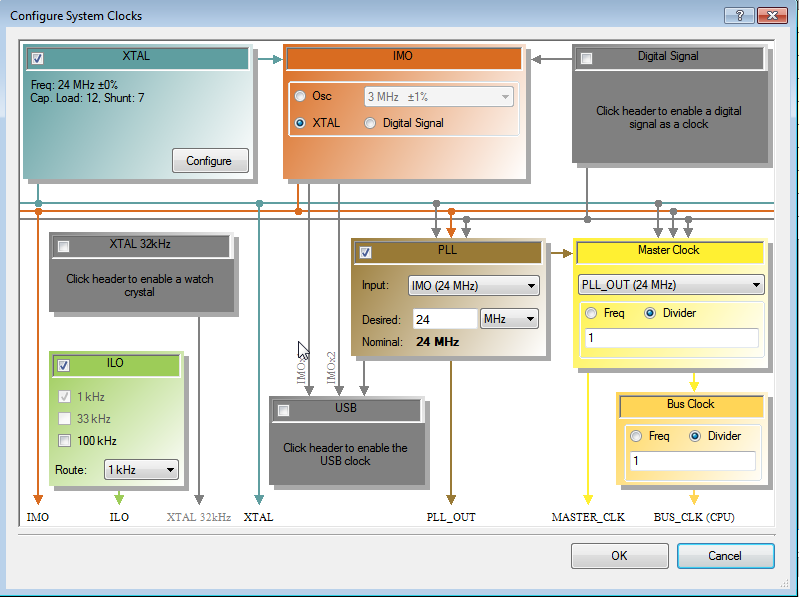 Configure System Clocks
?
XTAL
Freq: 24 MHz ±0%
Cap. Load: 12, Shunt: 7
Configure
IMO
Osc
3 MHz ±1%
XTAL
Digital Signal
Digital Signal
Click header to enable a digital
signal as a clock
XTAL 32kHz
Click header to enable a watch
crystal
PLL
Input:
IMO (24 MHz)
Desired:
24
MHz
Nominal:
24 MHz
Master Clock
PLL_OUT (24 MHz)
Freq
Divider
1
ILO
1 kHz
33 kHz
100 kHz
Route:
1 kHz
IMOx2
USB
Click header to enable the
USB clock
Bus Clock
Freq
Divider
1
IMO
ILO
XTAL 32kHz
XTAL
PLL_OUT
MASTER_CLK
BUS_CLK (CPU)
OK
Cancel